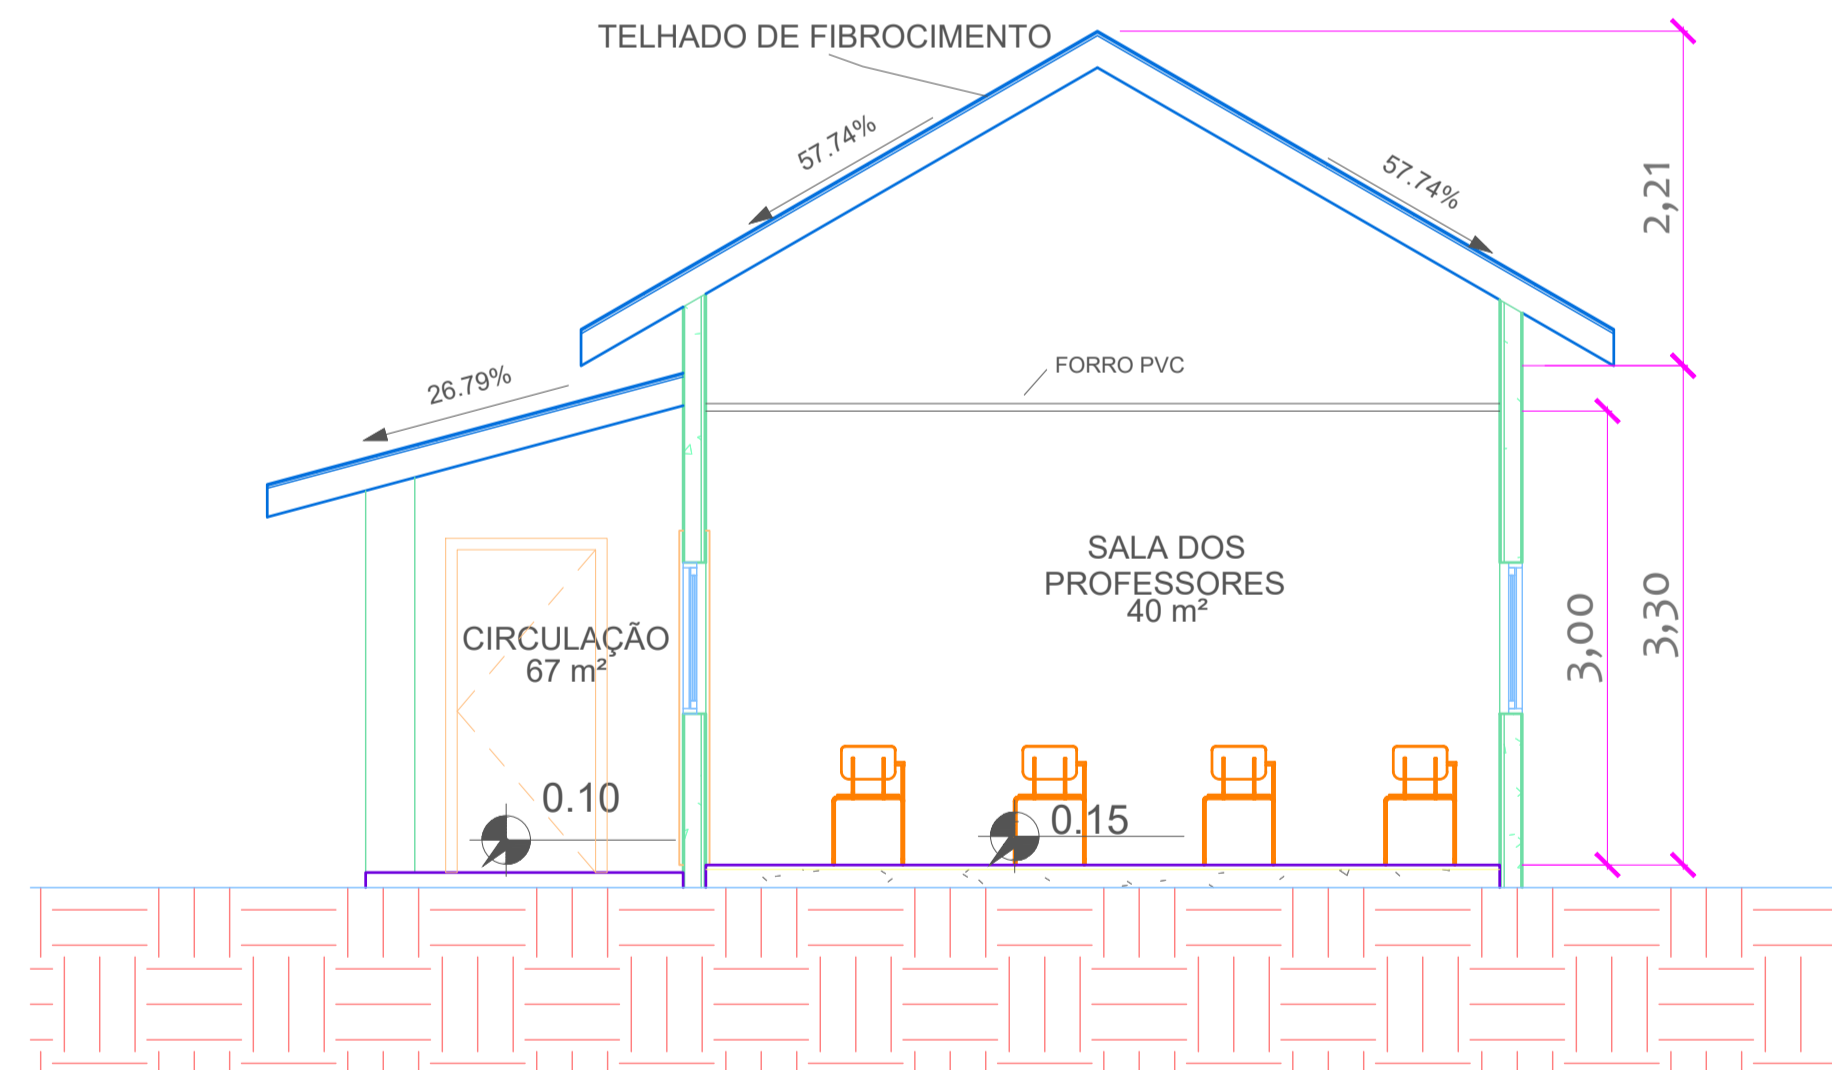 TELHADO DE FIBROCIMENTO
57.74%
57.74%
2,21
26.79%
FORRO PVC
SALA DOS
PROFESSORES
40 m²
3,00
3,30
CIRCULAÇÃO
67 m²
0.10
0.15